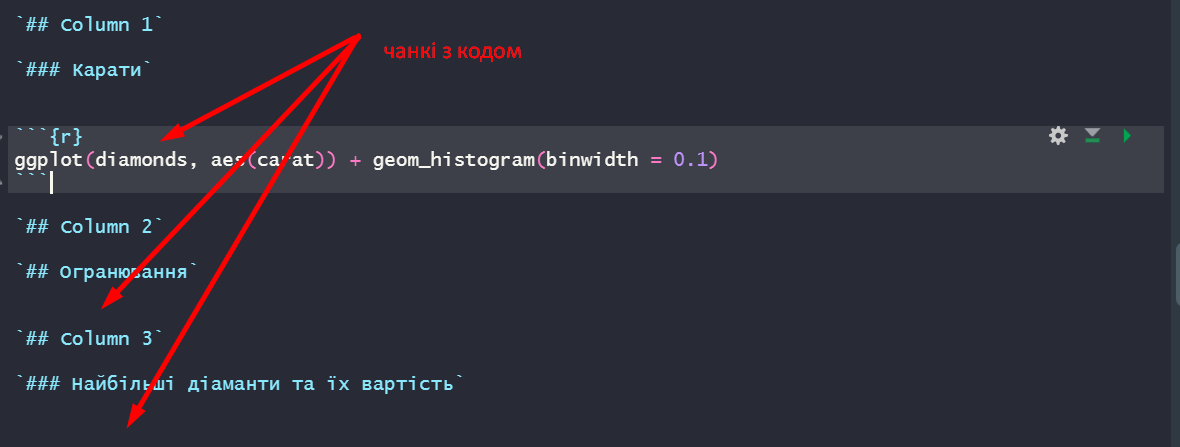 `## Column 1`
чанкі з кодом
`### Карати`
```{r}
ggplot(diamonds, aes(carat)) + geom_histogram(binwidth = 0.1)
```
`## Column 2`
`## Огранювання`
`## Column 3`
`### Найбільші діаманти та їх вартість`